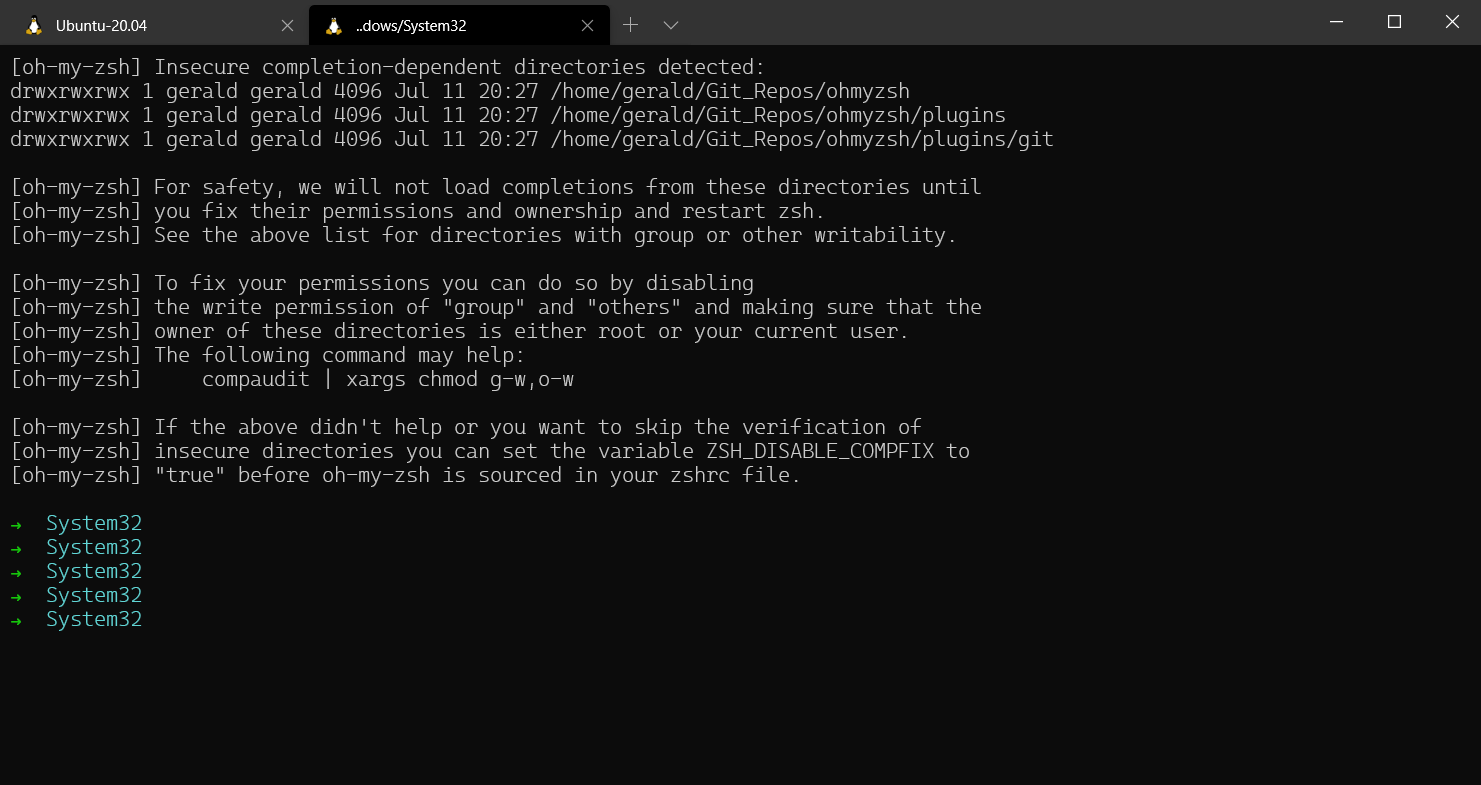 Ubuntu-20.04
..dows/System32
[oh-my-zsh] Insecure completion-dependent directories detected:
drwxrwxrwx 1 gerald gerald 4096 Jul 11 20:27 /home/gerald/Git_Repos/ohmyzsh
drwxrwxrwx 1 gerald gerald 4096 Jul 11 20:27 /home/gerald/Git_Repos/ohmyzsh/plugins
drwxrwxrwx 1 gerald gerald 4096 Jul 11 20:27 /home/gerald/Git_Repos/ohmyzsh/plugins/git
[oh-my-zsh] For safety, we will not load completions from these directories until
[oh-my-zsh] you fix their permissions and ownership and restart zsh.
[oh-my-zsh] See the above list for directories with group or other writability.
[oh-my-zsh] To fix your permissions you can do so by disabling
[oh-my-zsh] the write permission of "group" and "others" and making sure that the
[oh-my-zsh] owner of these directories is either root or your current user.
[oh-my-zsh] The following command may help:
[oh-my-zsh]     compaudit | xargs chmod g-w,o-w
[oh-my-zsh] If the above didn't help or you want to skip the verification of
[oh-my-zsh] insecure directories you can set the variable ZSH_DISABLE_COMPFIX to
[oh-my-zsh] "true" before oh-my-zsh is sourced in your zshrc file.
→  System32
→  System32
→  System32
→  System32
→  System32